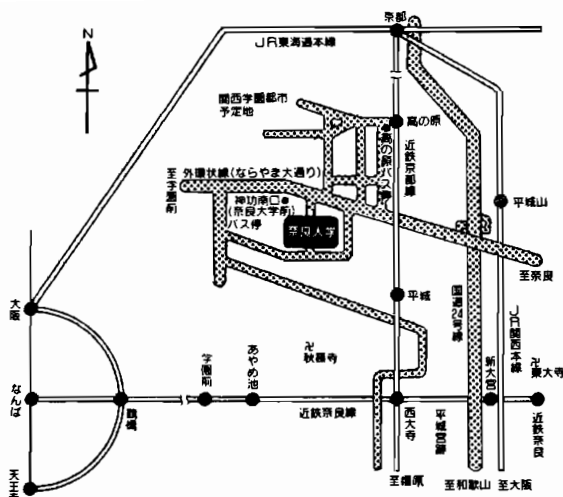 N
京都
JR東海道本線
関西学園都市
予定地
高の原
高の原バス停
近鉄京都線
外環状線(ならやま大通り)
至学園前
神功南口
(奈良大学前)
バス停
奈良大学
平城山
至奈良
国道24号線
JR関西本線
大阪
平城
卍
秋篠寺
学園前
あやめ池
新大宮
卍東大寺
なんば
鶴橋
近鉄奈良線
西大寺
平城宮跡
近鉄奈良
天王寺
至橿原
至和歌山
至大阪